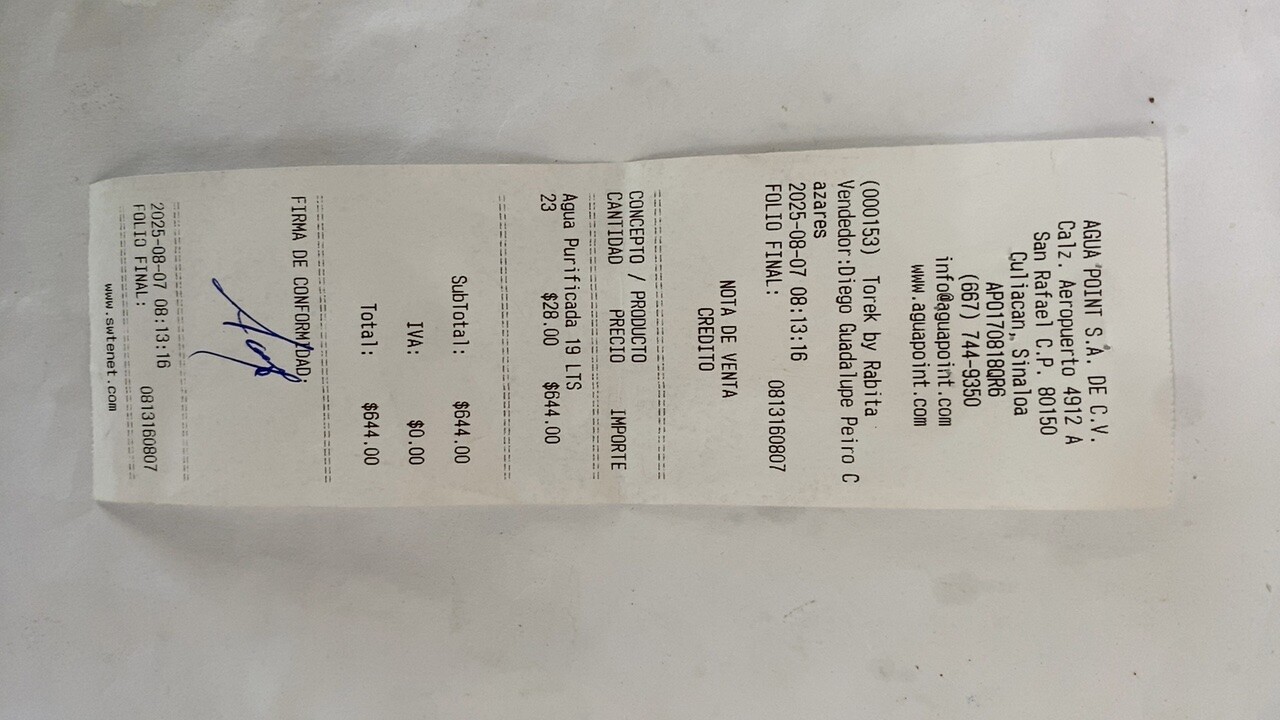 AGUA POINT S.A. DE C.V.
Calz. Aeropuerto 4912 A
San Rafael C.P. 80150
Culiacan, Sinaloa
APO170818QR6
(667) 744-9350
info@aguapoint.com
www.aguapoint.com
(000153) Torek by Rabita
Vendedor:Diego Guadalupe Peiro C
azares
2025-08-07 08:13:16
FOLIO FINAL: 0813160807
NOTA DE VENTA
CREDITO
CONCEPTO / PRODUCTO
CANTIDAD PRECIO IMPORTE
Agua Purificada 19 LTS
23 $28.00 $644.00
SubTotal: $644.00
IVA: $0.00
Total: $644.00
FIRMA DE CONFORMIDAD:
2025-08-07 08:13:16
FOLIO FINAL: 0813160807
www.swtenet.com